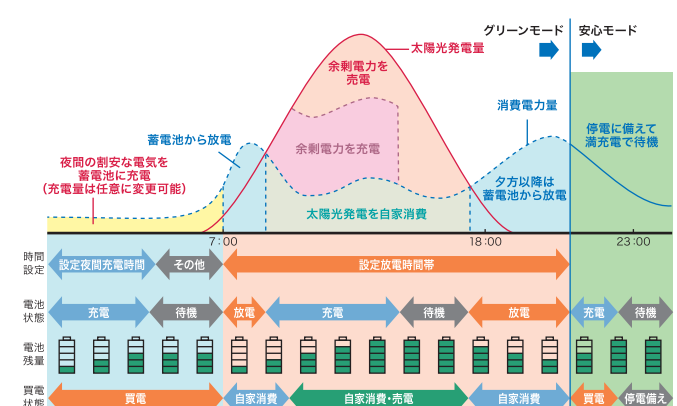 グリーンモード
安心モード
太陽光発電量
余剰電力を
売電
消費電力量
蓄電池から放電
停電に備えて
満充電で待機
余剰電力を充電
夜間の割安な電気を
蓄電池に充電
(充電量は任意に変更可能)
夕方以降は
蓄電池から放電
太陽光発電を自家消費
7:00
18:00
23:00
時間
設定
設定夜間充電時間
その他
設定放電時間帯
電池
状態
充電
待機
放電
充電
待機
放電
充電
待機
電池
残量
買電
状態
買電
自家消費
自家消費・売電
自家消費
買電
停電備え